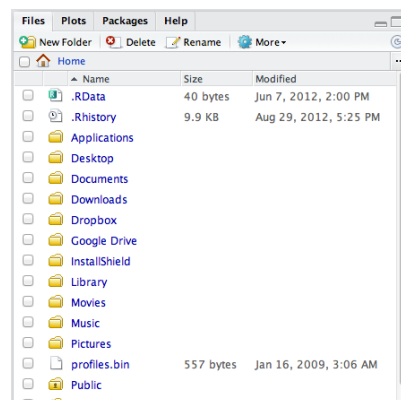 Files Plots Packages Help
New Folder Delete Rename More
Home ...
Name Size Modified
.RData 40 bytes Jun 7, 2012, 2:00 PM
.Rhistory 9.9 KB Aug 29, 2012, 5:25 PM
Applications
Desktop
Documents
Downloads
Dropbox
Google Drive
InstallShield
Library
Movies
Music
Pictures
profiles.bin 557 bytes Jan 16, 2009, 3:06 AM
Public